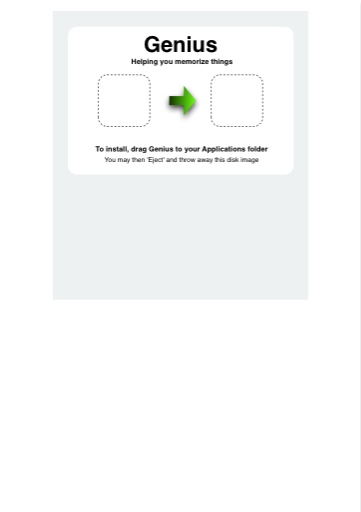 Genius
Helping you memorize things
To install, drag Genius to your Applications folder
You may then 'Eject' and throw away this disk image